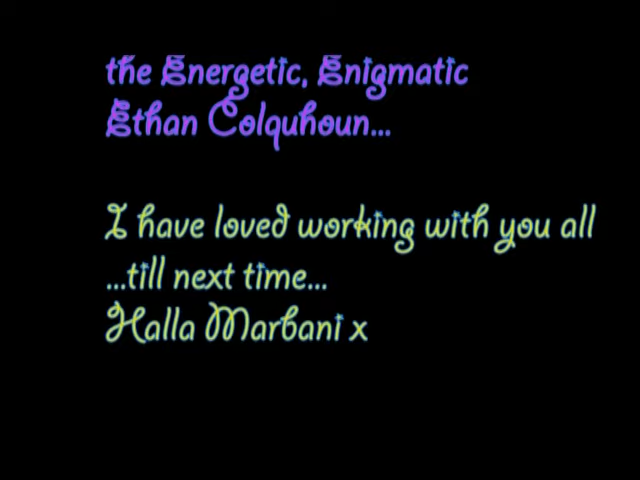 the Energetic, Enigmatic
Ethan Colquhoun...
I have loved working with you all
...till next time...
Halla Marbani x